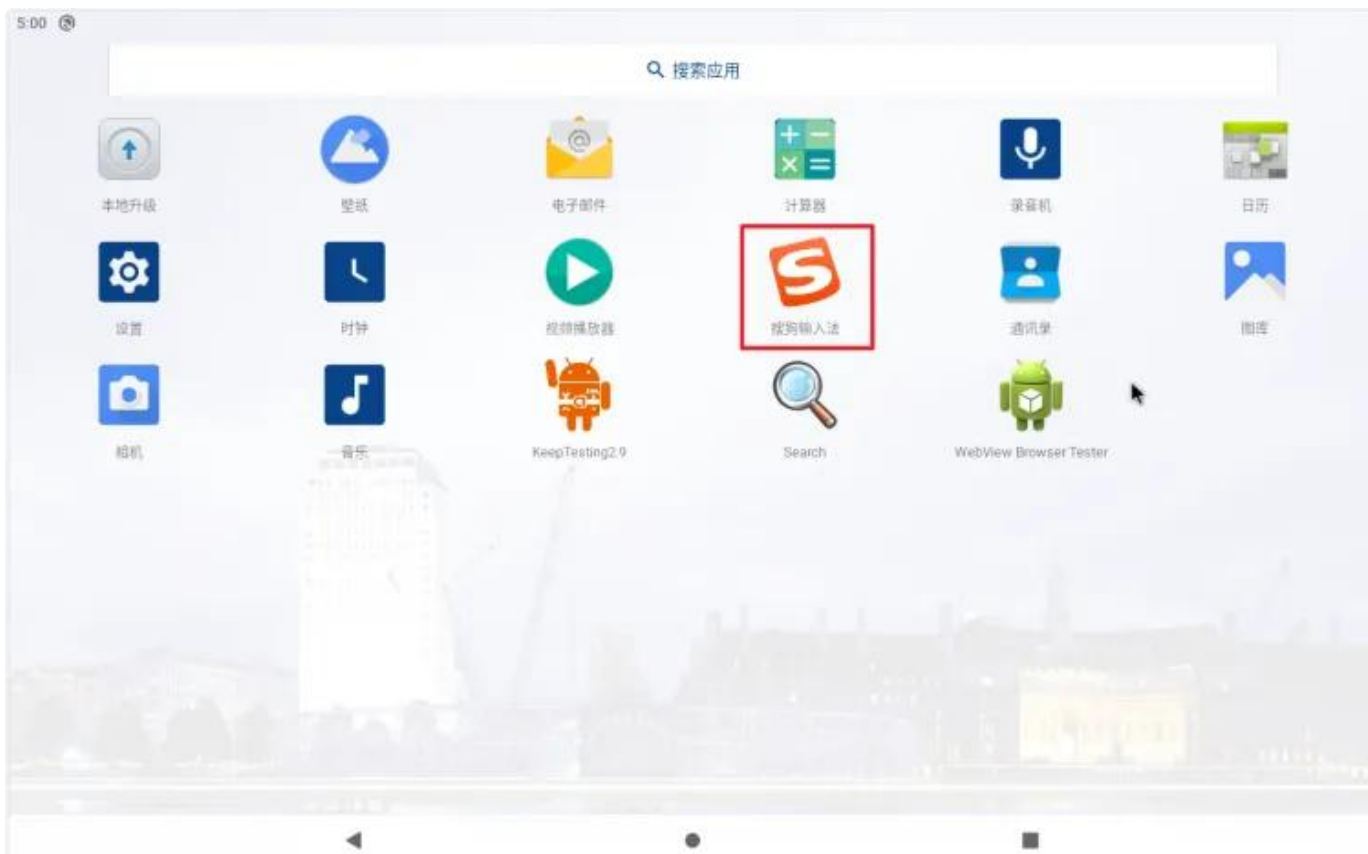 5:00
搜索应用
本地升级
壁纸
电子邮件
计算器
录音机
日历
设置
时钟
视频播放器
搜狗输入法
通讯录
图库
相机
音乐
KeepTesting2.9
Search
WebView Browser Tester